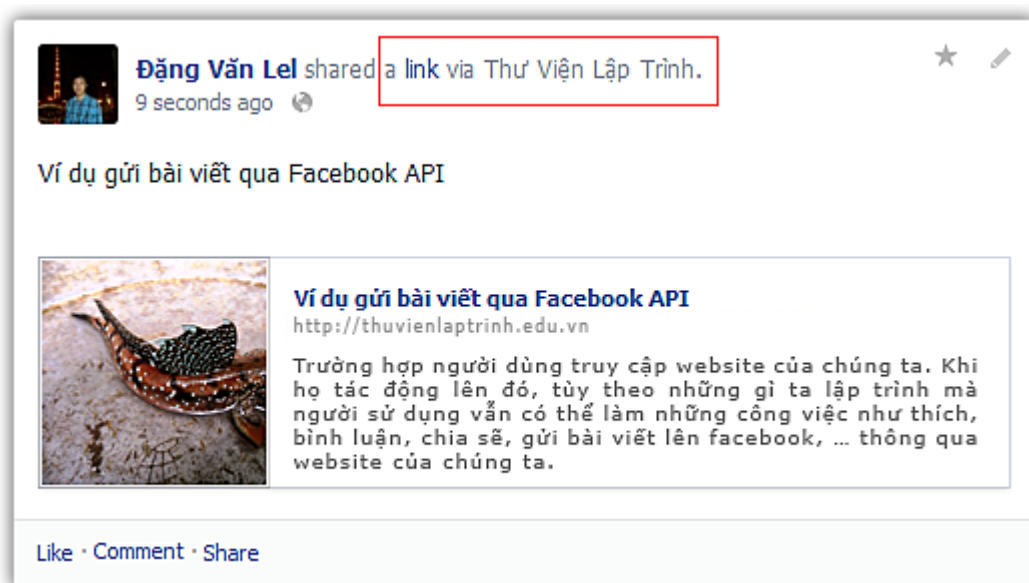 Đặng Văn Lel shared a link via Thư Viện Lập Trình.
9 seconds ago
Ví dụ gửi bài viết qua Facebook API
Ví dụ gửi bài viết qua Facebook API
http://thuvienlaptrinh.edu.vn
Trường hợp người dùng truy cập website của chúng ta. Khi
họ tác động lên đó, tùy theo những gì ta lập trình mà
người sử dụng vẫn có thể làm những công việc như thích,
bình luận, chia sẽ, gửi bài viết lên facebook, ... thông qua
website của chúng ta.
Like · Comment · Share